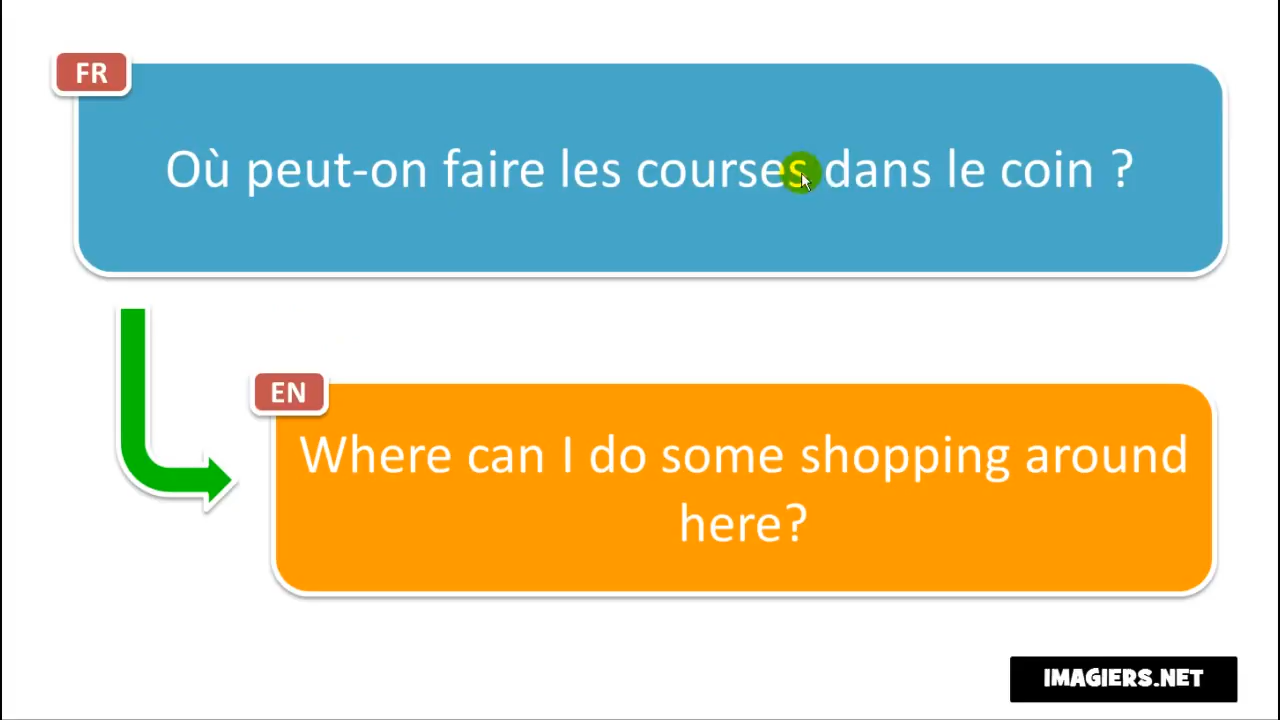 FR
Où peut-on faire les courses dans le coin ?
EN
Where can I do some shopping around
here?
IMAGIERS.NET